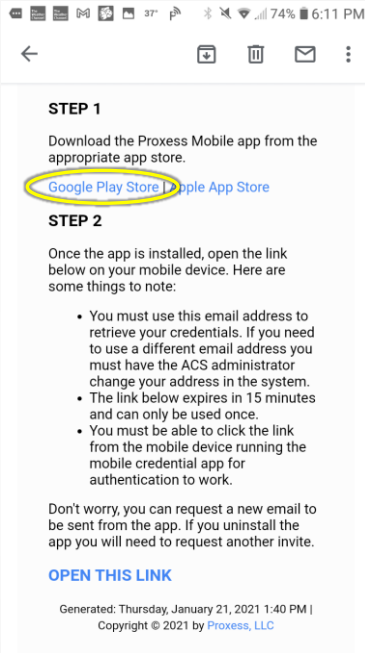 37°
74%
6:11 PM
STEP 1
Download the Proxess Mobile app from the
appropriate app store.
Google Play Store | Apple App Store
STEP 2
Once the app is installed, open the link
below on your mobile device. Here are
some things to note:
• You must use this email address to
retrieve your credentials. If you need
to use a different email address you
must have the ACS administrator
change your address in the system.
• The link below expires in 15 minutes
and can only be used once.
• You must be able to click the link
from the mobile device running the
mobile credential app for
authentication to work.
Don't worry, you can request a new email to
be sent from the app. If you uninstall the
app you will need to request another invite.
OPEN THIS LINK
Generated: Thursday, January 21, 2021 1:40 PM |
Copyright © 2021 by Proxess, LLC